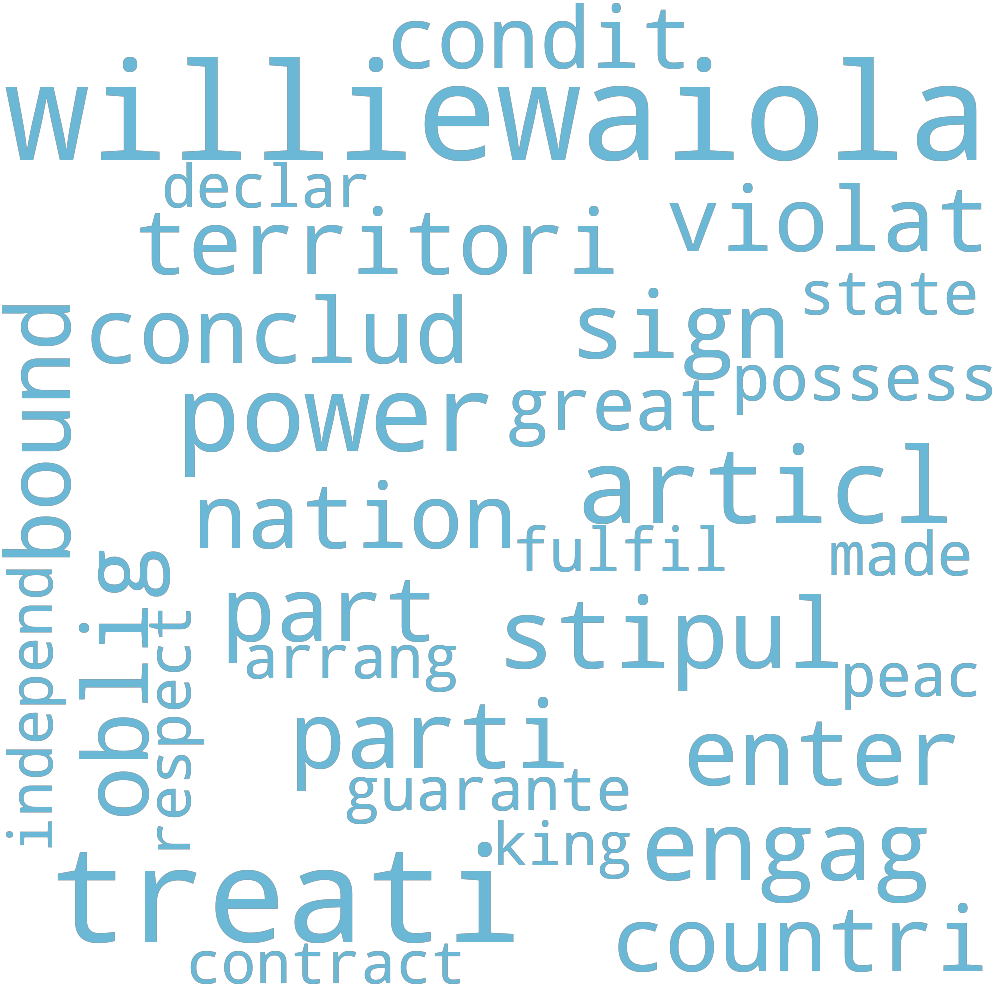 condit
williewaiola
declar
violat
territori
state
conclud
sign
bound
possess
power
great
articl
nation
fulfil
made
independ
oblig
part
respect
stipul
arrang
peac
parti
enter
guarante
king
engag
treati
countri
contract